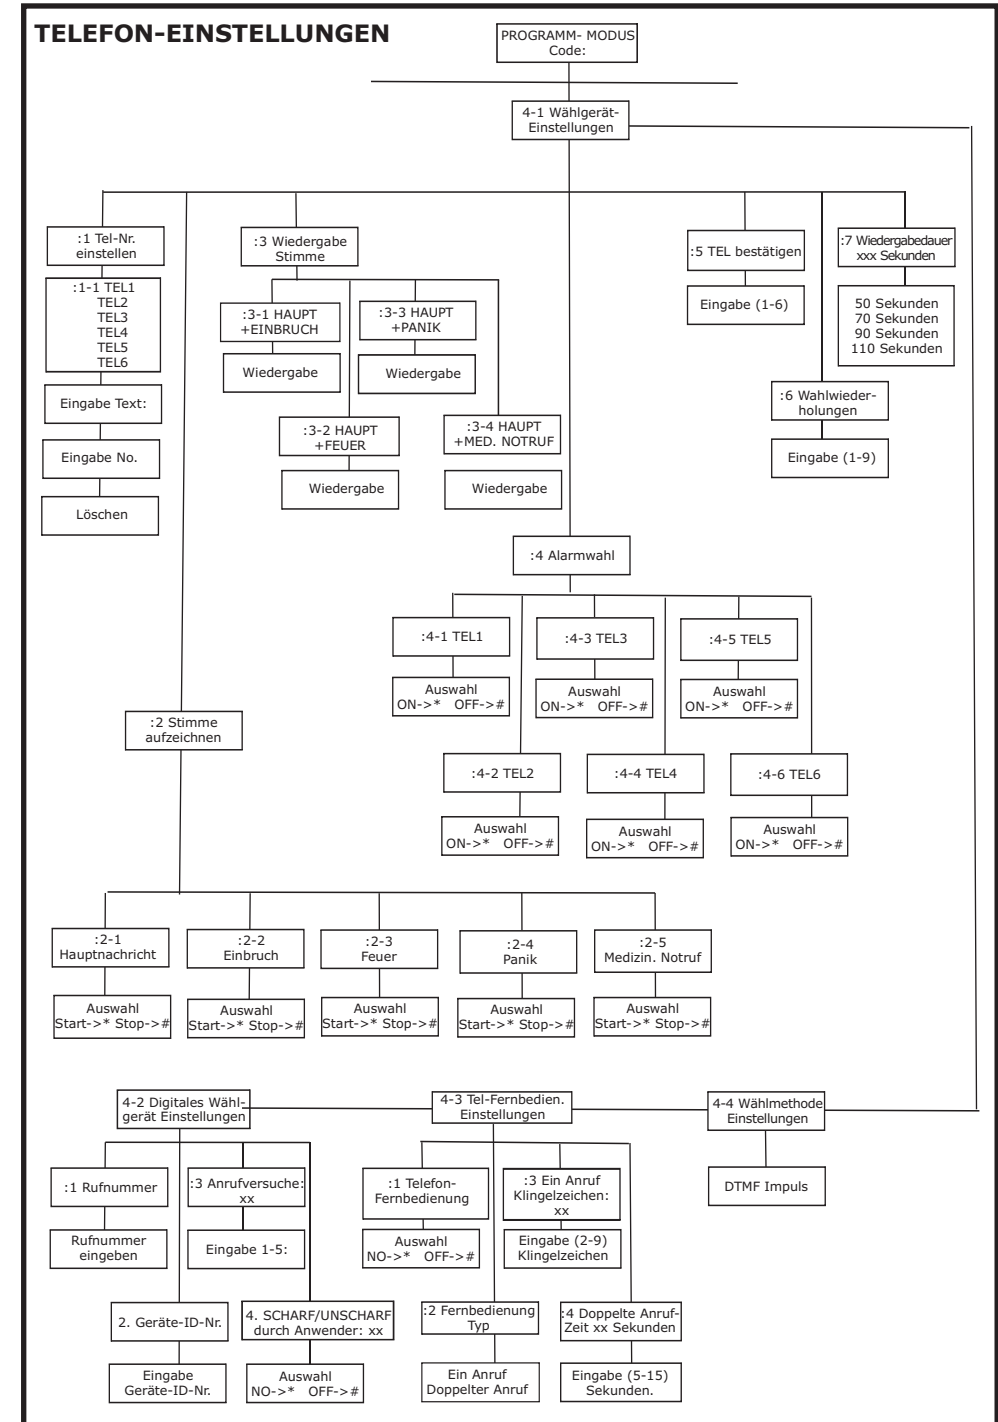 TELEFON-EINSTELLUNGEN
PROGRAMM- MODUS
Code:
4-1 Wählgerät-
Einstellungen
:1 Tel-Nr.
einstellen
:1-1 TEL1
TEL2
TEL3
TEL4
TEL5
TEL6
Eingabe Text:
Eingabe No.
Löschen
:3 Wiedergabe
Stimme
:3-1 HAUPT
+EINBRUCH
Wiedergabe
:3-3 HAUPT
+PANIK
Wiedergabe
:3-2 HAUPT
+FEUER
Wiedergabe
:3-4 HAUPT
+MED. NOTRUF
Wiedergabe
:5 TEL bestätigen
Eingabe (1-6)
:7 Wiedergabedauer
xxx Sekunden
50 Sekunden
70 Sekunden
90 Sekunden
110 Sekunden
:6 Wahlwieder-
holungen
Eingabe (1-9)
:4 Alarmwahl
:4-1 TEL1
Auswahl
ON->* OFF->#
:4-3 TEL3
Auswahl
ON->* OFF->#
:4-5 TEL5
Auswahl
ON->* OFF->#
:4-2 TEL2
Auswahl
ON->* OFF->#
:4-4 TEL4
Auswahl
ON->* OFF->#
:4-6 TEL6
Auswahl
ON->* OFF->#
:2 Stimme
aufzeichnen
:2-1
Hauptnachricht
Auswahl
Start->* Stop->#
:2-2
Einbruch
Auswahl
Start->* Stop->#
:2-3
Feuer
Auswahl
Start->* Stop->#
:2-4
Panik
Auswahl
Start->* Stop->#
:2-5
Medizin. Notruf
Auswahl
Start->* Stop->#
4-2 Digitales Wähl-
gerät Einstellungen
4-3 Tel-Fernbedien.
Einstellungen
4-4 Wählmethode
Einstellungen
:1 Rufnummer
Rufnummer
eingeben
:3 Anrufversuche:
xx
Eingabe 1-5:
2. Geräte-ID-Nr.
Eingabe
Geräte-ID-Nr.
4. SCHARF/UNSCHARF
durch Anwender: xx
Auswahl
NO->* OFF->#
:1 Telefon-
Fernbedienung
Auswahl
NO->* OFF->#
:3 Ein Anruf
Klingelzeichen:
xx
Eingabe (2-9)
Klingelzeichen
:2 Fernbedienung
Typ
Ein Anruf
Doppelter Anruf
:4 Doppelte Anruf-
Zeit xx Sekunden
Eingabe (5-15)
Sekunden.
DTMF Impuls